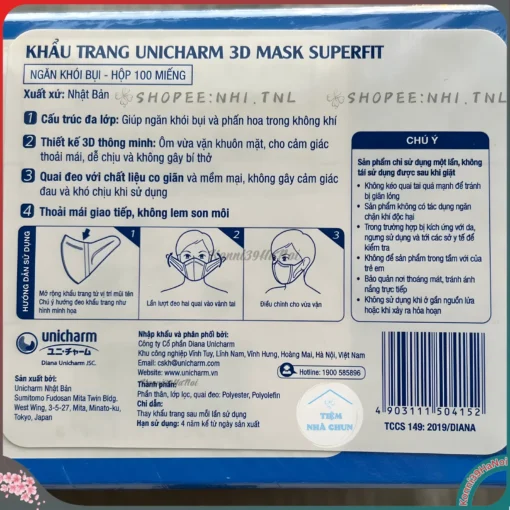 KHẨU TRANG UNICHARM 3D MASK SUPERFIT
NGĂN KHÓI BỤI - HỘP 100 MIẾNG
Xuất xứ: Nhật Bản
SHOPEE:NHI.TNL
SHOPEE:NHI.TNL
1 Cấu trúc đa lớp: Giúp ngăn khói bụi và phấn hoa trong không khí
2 Thiết kế 3D thông minh: Ôm vừa vặn khuôn mặt, cho cảm giác
thoải mái, dễ chịu và không gây bí thở
3 Quai đeo với chất liệu co giãn và mềm mại, không gây cảm giác
đau và khó chịu khi sử dụng
4 Thoải mái giao tiếp, không lem son môi
HƯỚNG DẪN SỬ DỤNG
1
Mở rộng khẩu trang từ vị trí mũi tên
Chú ý hướng đeo khẩu trang như
hình minh họa
2
Lần lượt đeo hai quai vào vành tai
3
Điều chỉnh cho vừa vặn
CHÚ Ý
Sản phẩm chỉ sử dụng một lần, không
tái sử dụng được sau khi giặt
• Không kéo quai tai quá mạnh để tránh
bị giãn lỏng
• Sản phẩm không có tác dụng ngăn
chặn khí độc hại
• Trong trường hợp bị kích ứng với da,
ngưng sử dụng và tới các sở y tế để
kiểm tra
• Không để sản phẩm trong tầm với của
trẻ em
• Bảo quản nơi thoáng mát, tránh ánh
nắng trực tiếp
• Không sử dụng khi ở gần nguồn lửa
hoặc khi xảy ra hỏa hoạn
unicharm
ユニ・チャーム
Diana Unicharm JSC.
Sản xuất bởi:
Unicharm Nhật Bản
Sumitomo Fudosan Mita Twin Bldg.
West Wing, 3-5-27, Mita, Minato-ku,
Tokyo, Japan
Nhập khẩu và phân phối bởi:
Công ty Cổ phần Diana Unicharm
Khu công nghiệp Vĩnh Tuy, Lĩnh Nam, Vĩnh Hưng, Hoàng Mai, Hà Nội, Việt Nam
Email: cskh@unicharm.vn Hotline: 1900 585896
Website: www.unicharm.vn
Thành phần:
Phần thân, lớp lọc, quai đeo: Polyester, Polyolefin
Chỉ dẫn:
Thay khẩu trang sau mỗi lần sử dụng
Hạn sử dụng: 4 năm kể từ ngày sản xuất
TIỆM
NHÀ CHUN
4 903111 504152
TCCS 149: 2019/DIANA
Konni39HaNoi